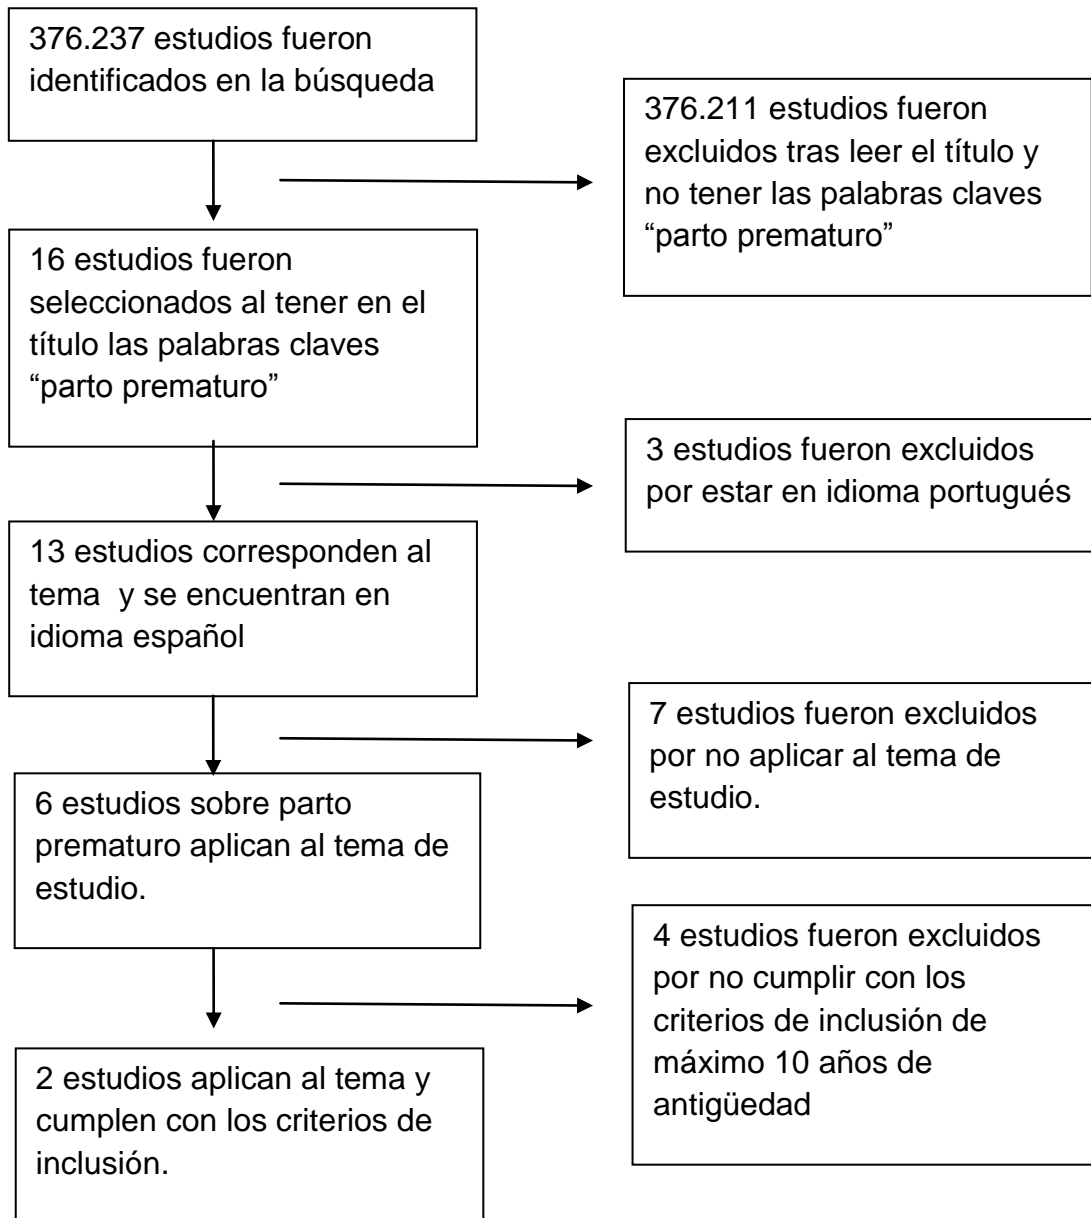 376.237 estudios fueron
identificados en la búsqueda
376.211 estudios fueron
excluidos tras leer el título y
no tener las palabras claves
“parto prematuro”
16 estudios fueron
seleccionados al tener en el
título las palabras claves
“parto prematuro”
3 estudios fueron excluidos
por estar en idioma portugués
13 estudios corresponden al
tema y se encuentran en
idioma español
7 estudios fueron excluidos
por no aplicar al tema de
estudio.
6 estudios sobre parto
prematuro aplican al tema de
estudio.
4 estudios fueron excluidos
por no cumplir con los
criterios de inclusión de
máximo 10 años de
antigüedad
2 estudios aplican al tema y
cumplen con los criterios de
inclusión.